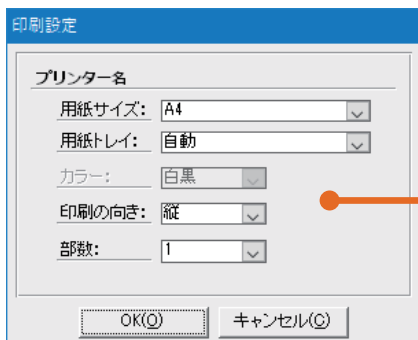 印刷設定
プリンター名
用紙サイズ: A4
用紙トレイ: 自動
カラー: 白黒
印刷の向き: 縦
部数: 1
OK(O) キャンセル(C)